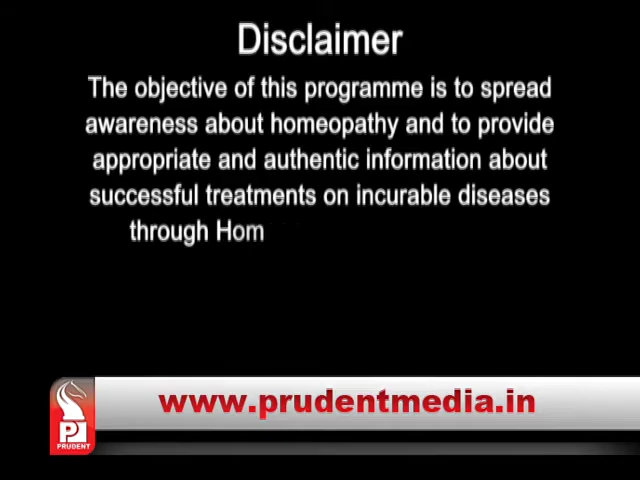 Disclaimer
The objective of this programme is to spread
awareness about homeopathy and to provide
appropriate and authentic information about
successful treatments on incurable diseases
through Hom
www.prudentmedia.in
P
PRUDENT